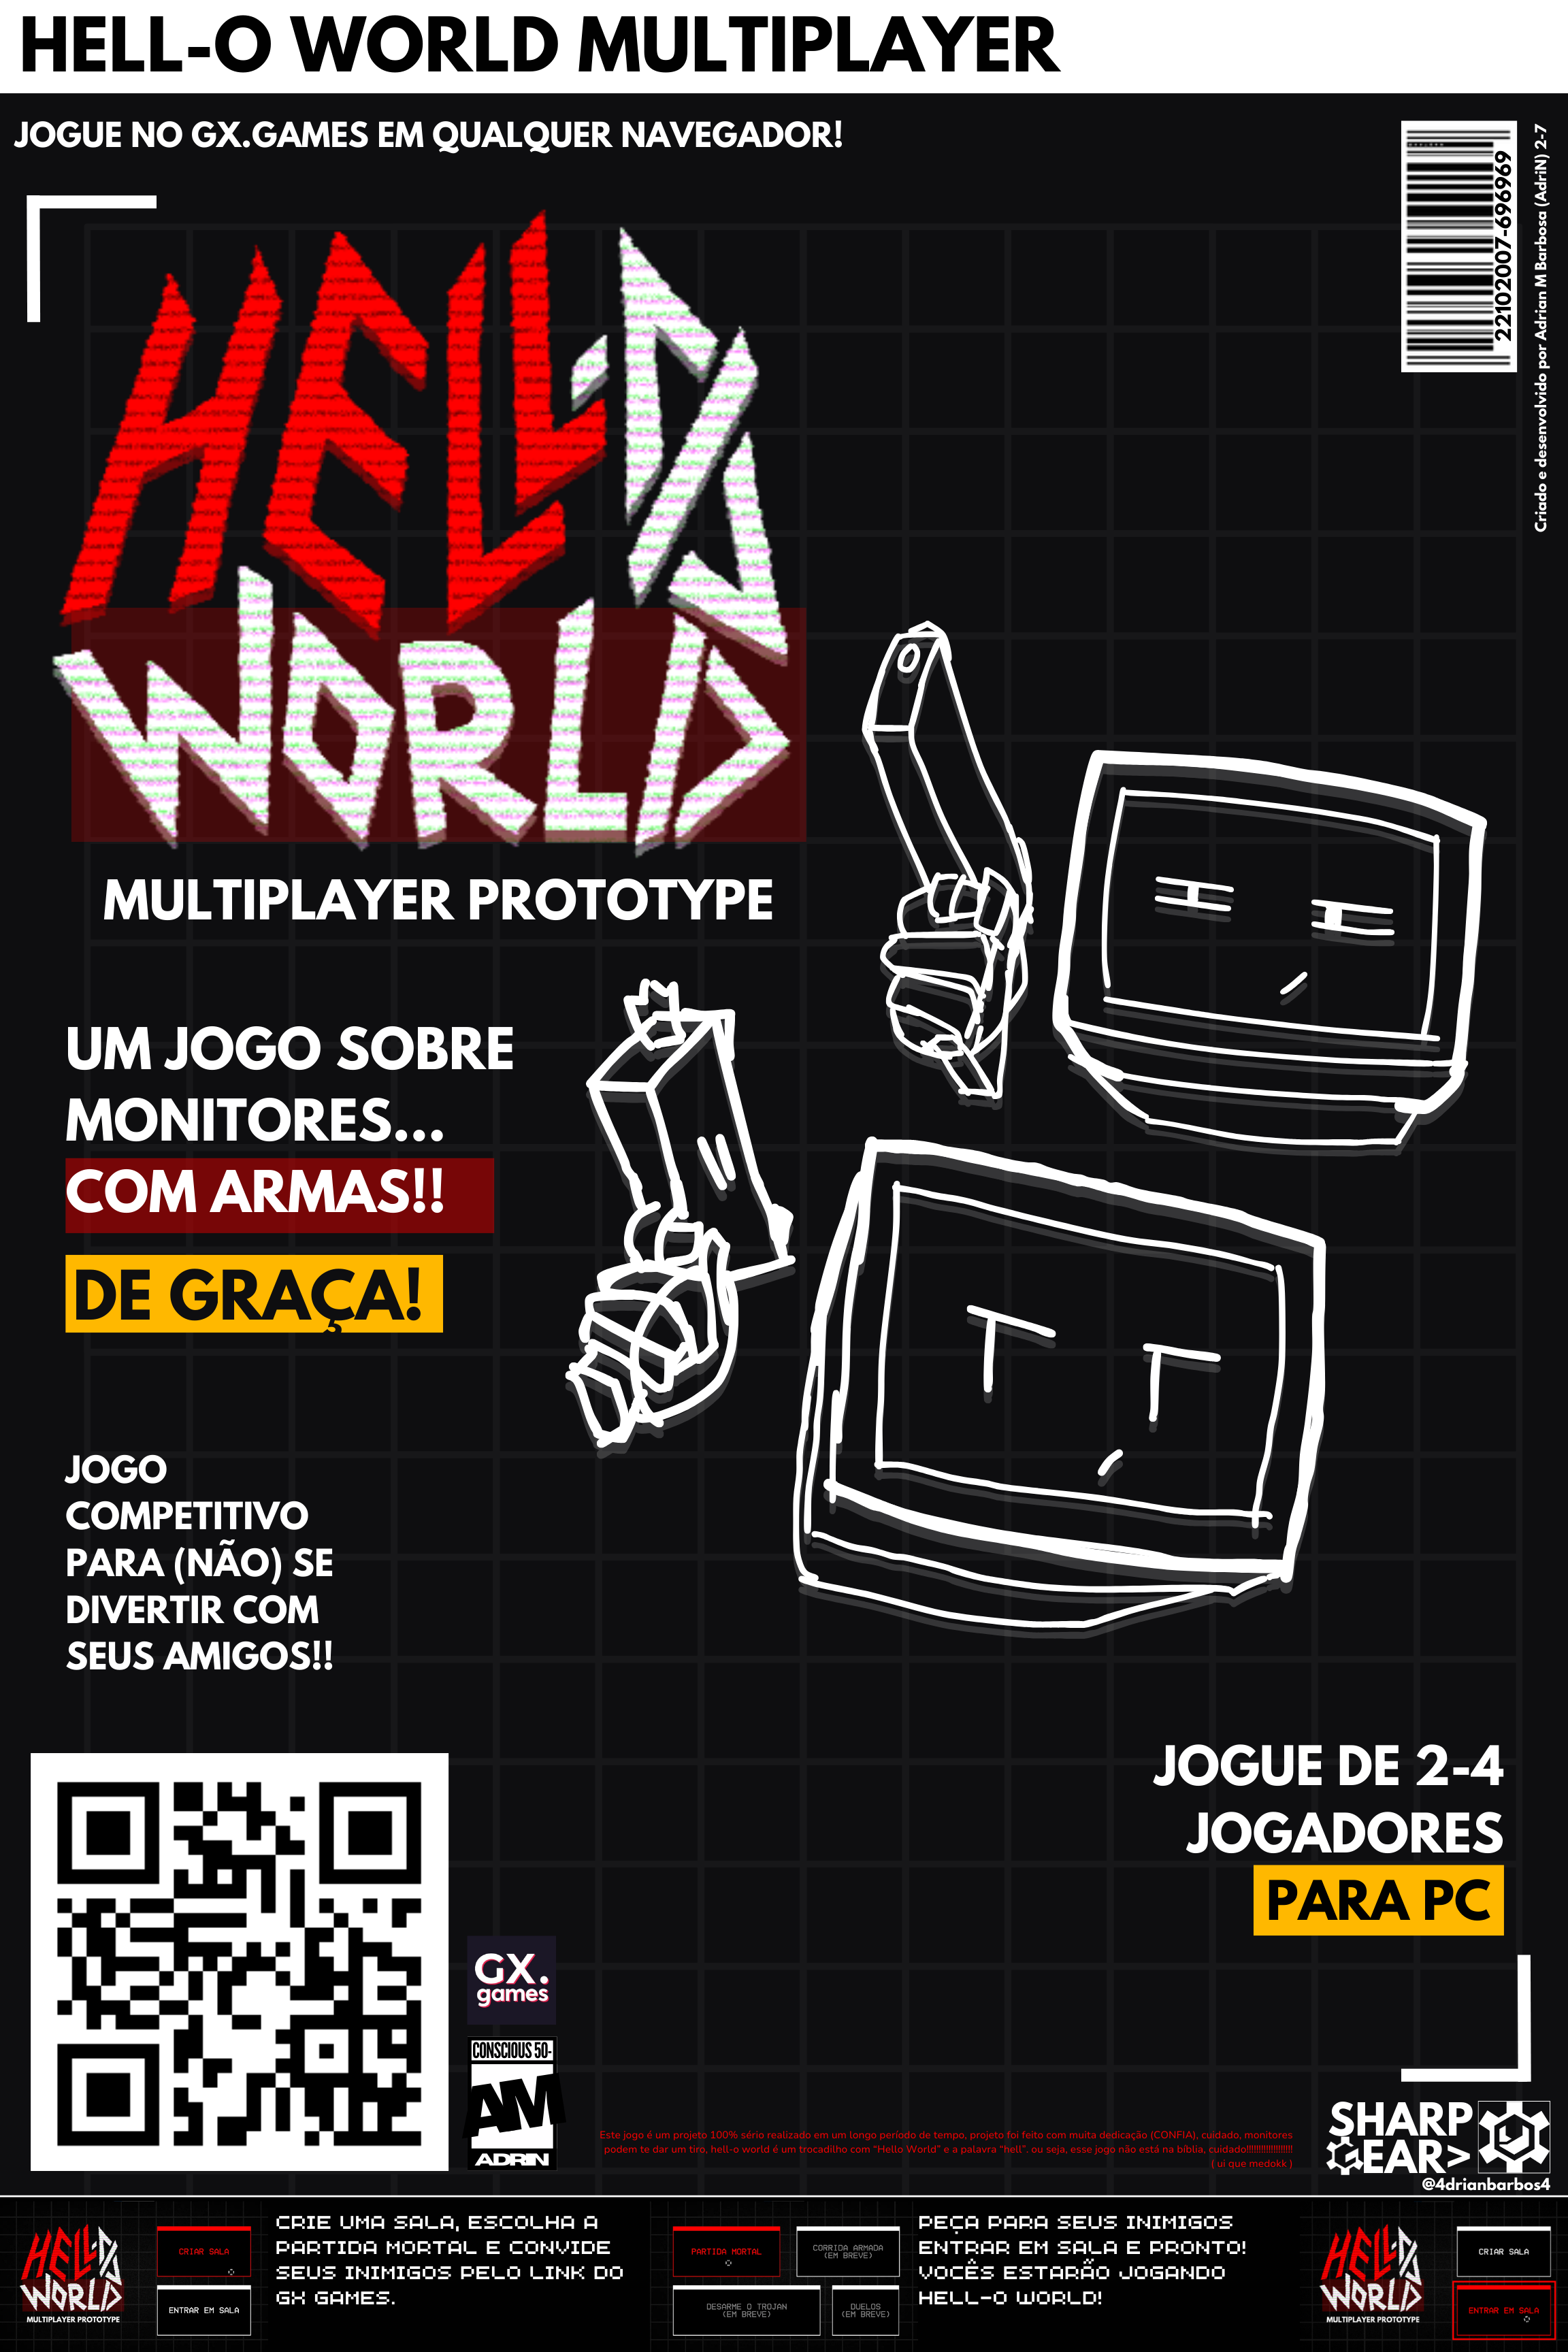 HELL-O WORLD MULTIPLAYER
JOGUE NO GX.GAMES EM QUALQUER NAVEGADOR!
22102007-696969
Criado e desenvolvido por Adrian M Barbosa (AdriN) 2-7
HELL-O
WORLD
MULTIPLAYER PROTOTYPE
UM JOGO SOBRE
MONITORES...
COM ARMAS!!
DE GRAÇA!
JOGO
COMPETITIVO
PARA (NÃO) SE
DIVERTIR COM
SEUS AMIGOS!!
JOGUE DE 2-4
JOGADORES
PARA PC
GX.
games
CONSCIOUS 50-
AM
ADRIN
Este jogo é um projeto 100% sério realizado em um longo período de tempo, projeto foi feito com muita dedicação (CONFIA), cuidado, monitores
podem te dar um tiro, hell-o world é um trocadilho com "Hello World" e a palavra "hell". ou seja, esse jogo não está na bíblia, cuidado!!!!!!!!!!!!!!!!!!!!
( ui que medokk )
SHARP
GEAR>
@4drianbarbos4
HELL-O
WORLD
MULTIPLAYER PROTOTYPE
CRIAR SALA
ENTRAR EM SALA
CRIE UMA SALA, ESCOLHA A
PARTIDA MORTAL E CONVIDE
SEUS INIMIGOS PELO LINK DO
GX GAMES.
PARTIDA MORTAL
CORRIDA ARMADA
(EM BREVE)
DESARME O TROJAN
(EM BREVE)
DUELOS
(EM BREVE)
PEÇA PARA SEUS INIMIGOS
ENTRAR EM SALA E PRONTO!
VOCÊS ESTARÃO JOGANDO
HELL-O WORLD!
HELL-O
WORLD
MULTIPLAYER PROTOTYPE
CRIAR SALA
ENTRAR EM SALA